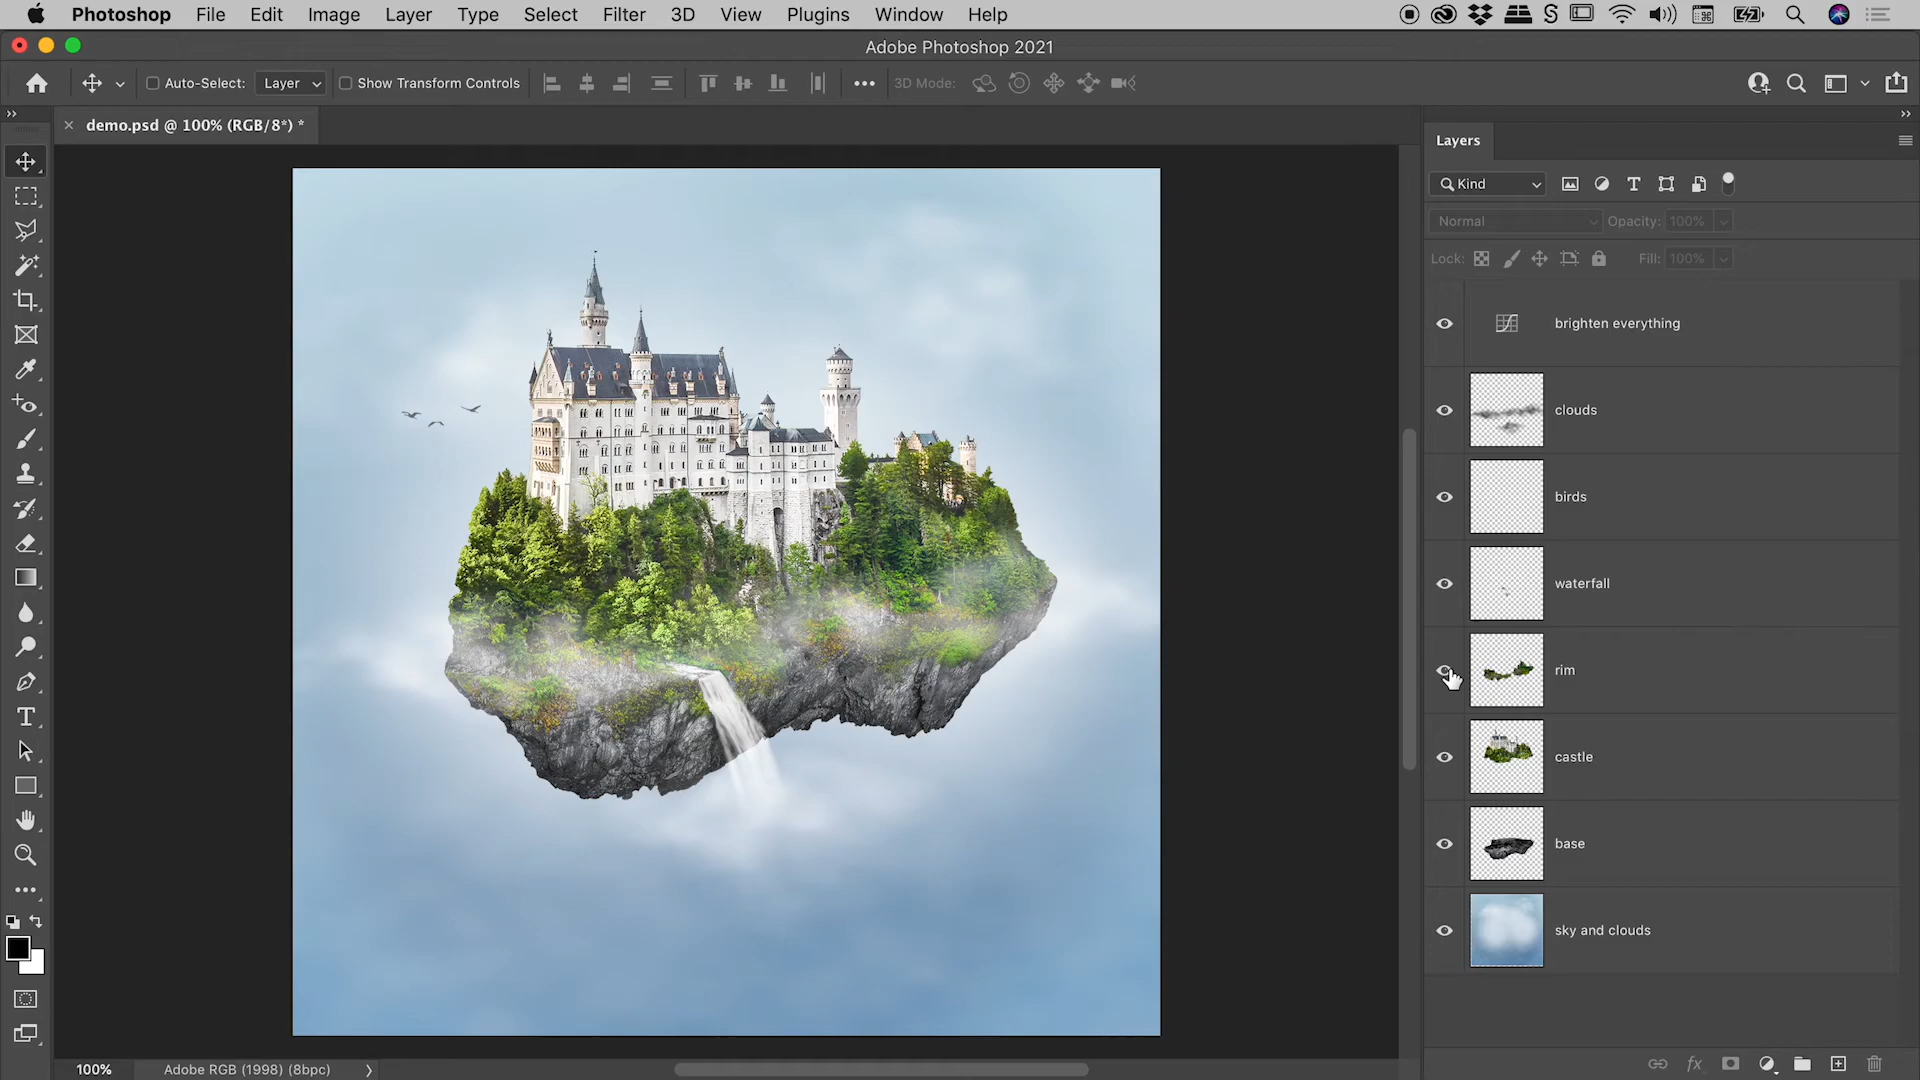 Photoshop File Edit Image Layer Type Select Filter 3D View Plugins Window Help
Adobe Photoshop 2021
Auto-Select: Layer Show Transform Controls 3D Mode:
demo.psd @ 100% (RGB/8*) *
Layers
Kind
Normal Opacity: 100%
Lock: Fill: 100%
brighten everything
clouds
birds
waterfall
rim
castle
base
sky and clouds
100% Adobe RGB (1998) (8bpc)